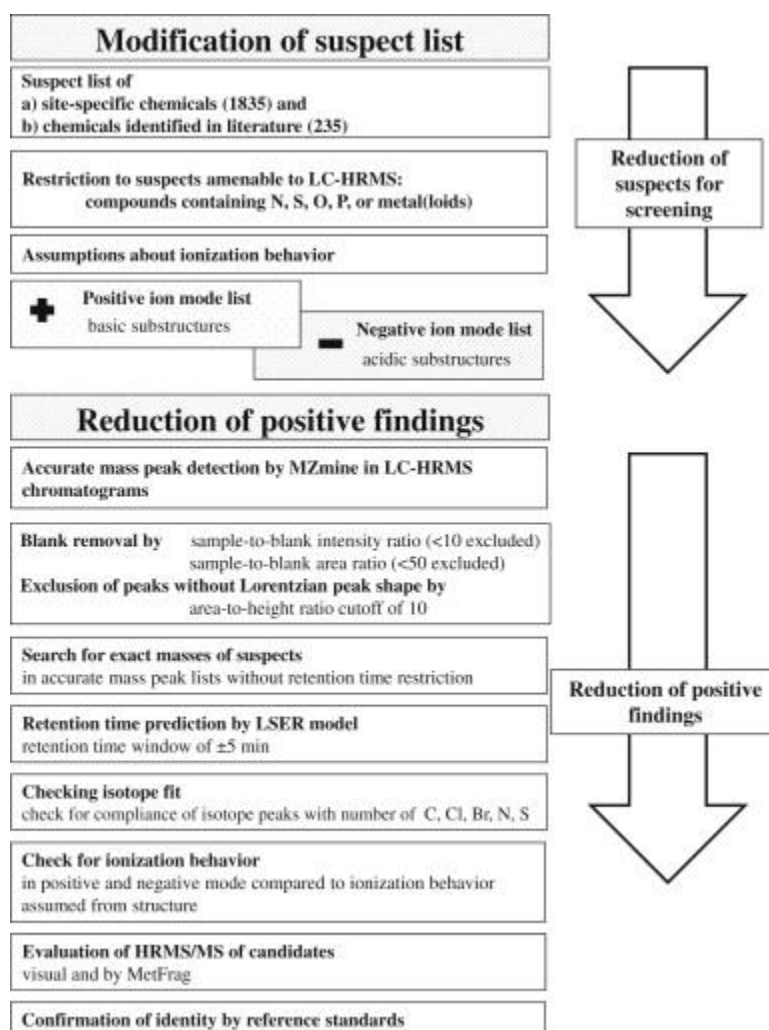 Modification of suspect list
Suspect list of
a) site-specific chemicals (1835) and
b) chemicals identified in literature (235)
Restriction to suspects amenable to LC-HRMS:
compounds containing N, S, O, P, or metal(loids)
Assumptions about ionization behavior
+ Positive ion mode list
basic substructures
- Negative ion mode list
acidic substructures
Reduction of
suspects for
screening
Reduction of positive findings
Accurate mass peak detection by MZmine in LC-HRMS
chromatograms
Blank removal by sample-to-blank intensity ratio (<10 excluded)
sample-to-blank area ratio (<50 excluded)
Exclusion of peaks without Lorentzian peak shape by
area-to-height ratio cutoff of 10
Search for exact masses of suspects
in accurate mass peak lists without retention time restriction
Retention time prediction by LSER model
retention time window of ±5 min
Checking isotope fit
check for compliance of isotope peaks with number of C, Cl, Br, N, S
Check for ionization behavior
in positive and negative mode compared to ionization behavior
assumed from structure
Evaluation of HRMS/MS of candidates
visual and by MetFrag
Confirmation of identity by reference standards
Reduction of positive
findings